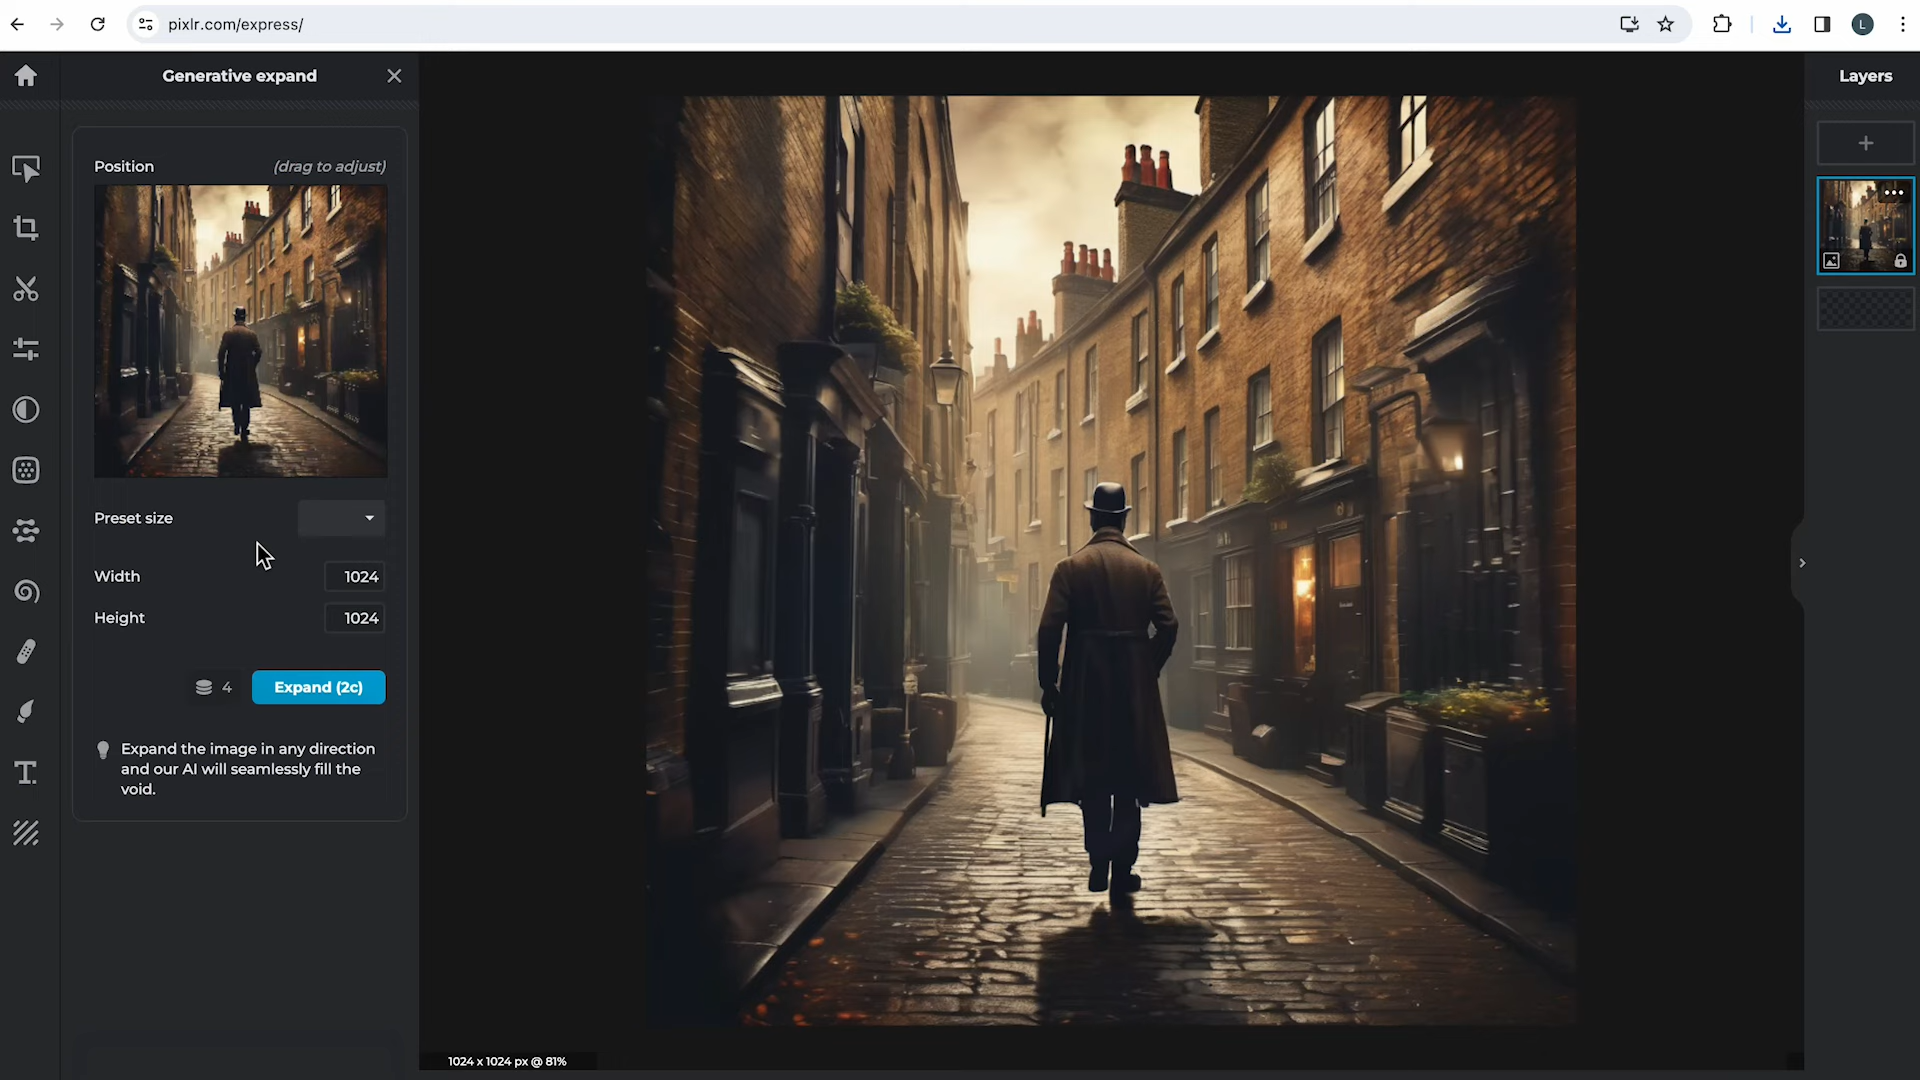 pixlr.com/express/
L
Generative expand
Layers
Position
(drag to adjust)
Preset size
Width
1024
Height
1024
4
Expand (2c)
Expand the image in any direction
and our AI will seamlessly fill the
void.
T
1024 x 1024 px @ 81%